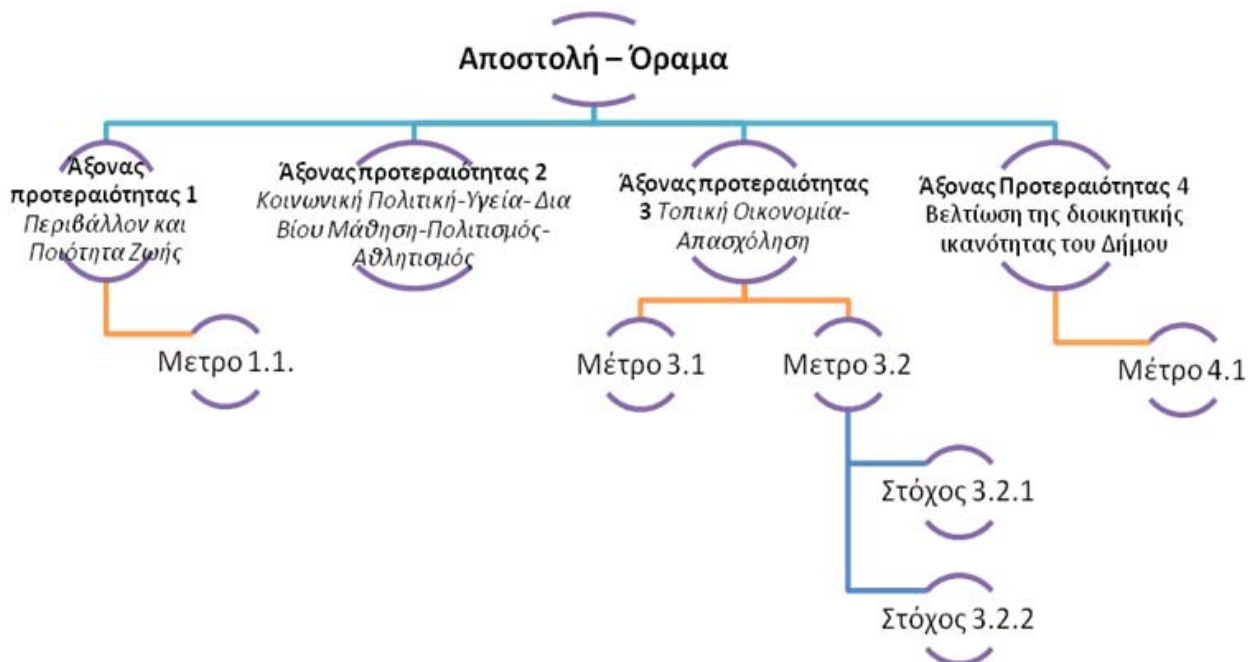 Αποστολή – Όραμα
Άξονας
προτεραιότητας 1
Περιβάλλον και
Ποιότητα Ζωής
Άξονας προτεραιότητας 2
Κοινωνική Πολιτική-Υγεία- Δια
Βίου Μάθηση-Πολιτισμός-
Αθλητισμός
Άξονας προτεραιότητας
3 Τοπική Οικονομία-
Απασχόληση
Άξονας Προτεραιότητας 4
Βελτίωση της διοικητικής
ικανότητας του Δήμου
Μετρο 1.1.
Μέτρο 3.1
Μετρο 3.2
Μέτρο 4.1
Στόχος 3.2.1
Στόχος 3.2.2